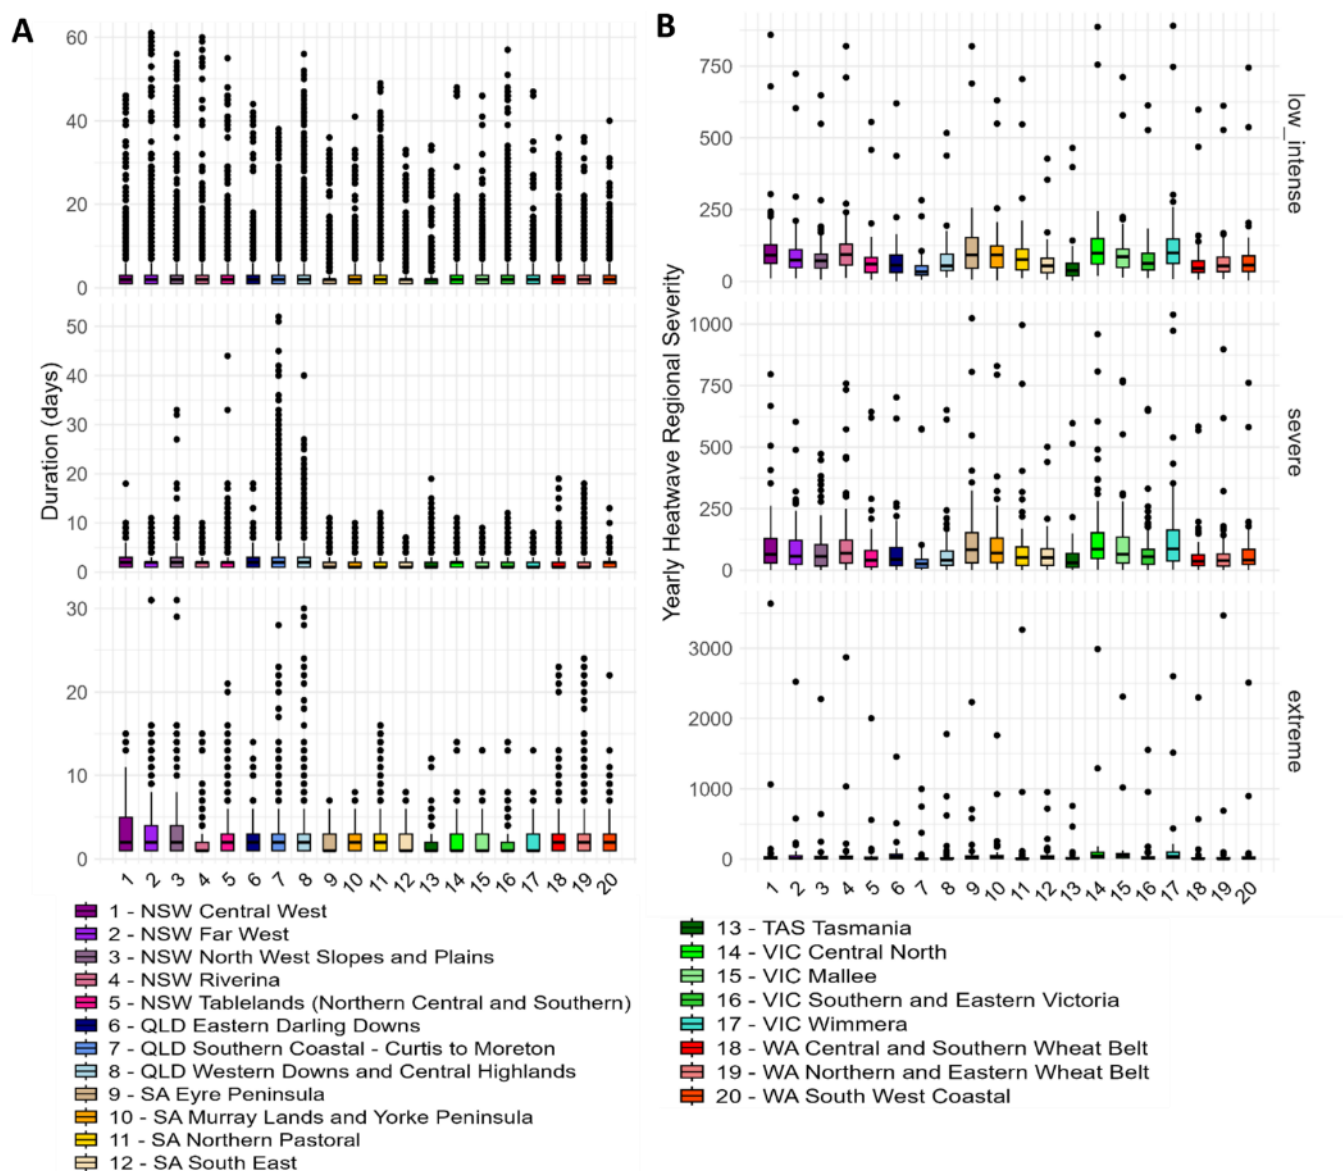 A
Duration (days)
60
40
20
0
50
40
30
20
10
0
30
20
10
0
1 2 3 4 5 6 7 8 9 10 11 12 13 14 15 16 17 18 19 20
1 - NSW Central West
2 - NSW Far West
3 - NSW North West Slopes and Plains
4 - NSW Riverina
5 - NSW Tablelands (Northern Central and Southern)
6 - QLD Eastern Darling Downs
7 - QLD Southern Coastal - Curtis to Moreton
8 - QLD Western Downs and Central Highlands
9 - SA Eyre Peninsula
10 - SA Murray Lands and Yorke Peninsula
11 - SA Northern Pastoral
12 - SA South East
B
Yearly Heatwave Regional Severity
750
500
250
0
low_intense
1000
750
500
250
0
severe
3000
2000
1000
0
extreme
1 2 3 4 5 6 7 8 9 10 11 12 13 14 15 16 17 18 19 20
13 - TAS Tasmania
14 - VIC Central North
15 - VIC Mallee
16 - VIC Southern and Eastern Victoria
17 - VIC Wimmera
18 - WA Central and Southern Wheat Belt
19 - WA Northern and Eastern Wheat Belt
20 - WA South West Coastal